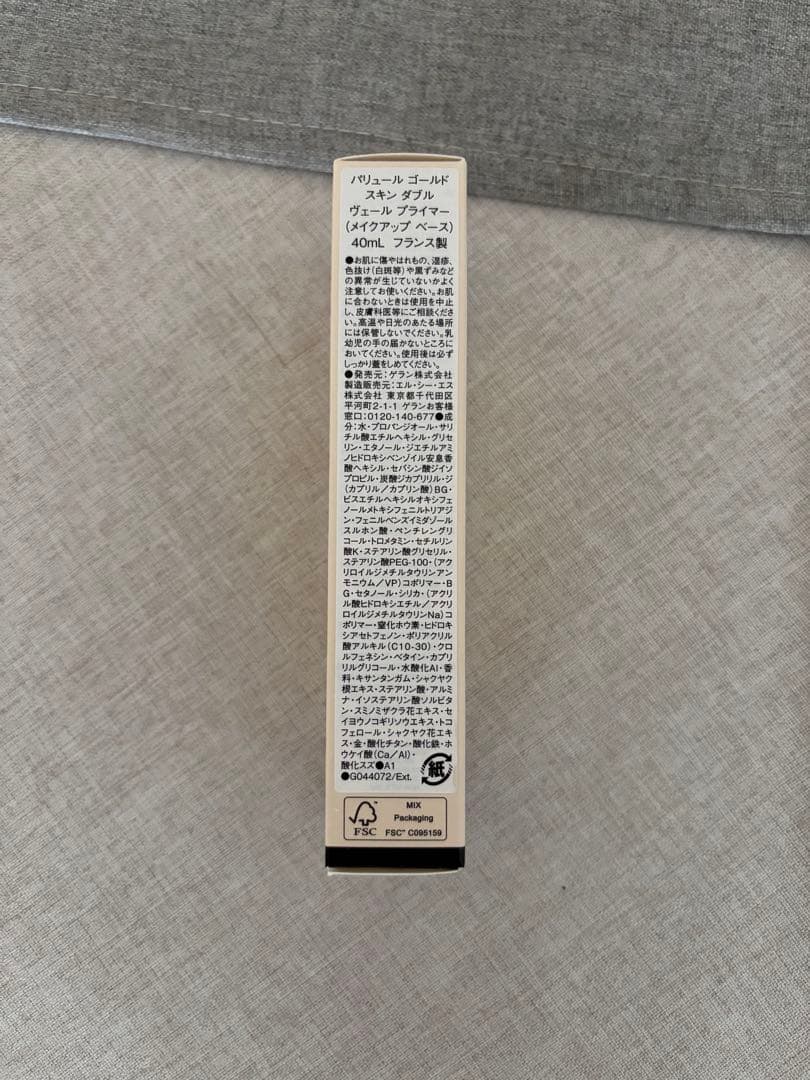 パリュール ゴールド
スキン ダブル
ヴェール プライマー
(メイクアップ ベース)
40mL フランス製
●お肌に傷やはれもの、湿疹、
色抜け(白斑等)や黒ずみなど
の異常が生じていないかよく
注意してお使いください。お肌
に合わないときは使用を中止
し、皮膚科医等にご相談くださ
い。高温や日光のあたる場所
には保管しないでください。乳
幼児の手の届かないところに
おいてください。使用後は必ず
しっかり蓋をしめてください。
●発売元:ゲラン株式会社
製造販売元:エル・シー・エス
株式会社 東京都千代田区
平河町2-1-1 ゲランお客様
窓口:0120-140-677●成
分:水・プロパンジオール・サリ
チル酸エチルヘキシル・グリセ
リン・エタノール・ジエチルアミ
ノヒドロキシベンゾイル安息香
酸ヘキシル・セバシン酸ジイソ
プロピル・炭酸ジカプリリル・ジ
(カプリル/カプリン酸)BG・
ビスエチルヘキシルオキシフェ
ノールメトキシフェニルトリアジ
ン・フェニルベンズイミダゾール
スルホン酸・ペンチレングリ
コール・トロメタミン・セチルリン
酸K・ステアリン酸グリセリル・
ステアリン酸PEG-100・(アク
リロイルジメチルタウリンアン
モニウム/VP)コポリマー・B
G・セタノール・シリカ・(アクリ
ル酸ヒドロキシエチル/アクリ
ロイルジメチルタウリンNa)コ
ポリマー・窒化ホウ素・ヒドロキ
シアセトフェノン・ポリアクリル
酸アルキル(C10-30)・クロ
ルフェネシン・ベタイン・カプリ
リルグリコール・水酸化Al・香
料・キサンタンガム・シャクヤク
根エキス・ステアリン酸・アルミ
ナ・イソステアリン酸ソルビタ
ン・スミノミザクラ花エキス・セ
イヨウノコギリソウエキス・トコ
フェロール・シャクヤク花エキ
ス・金・酸化チタン・酸化鉄・ホ
ウケイ酸(Ca/Al)・
酸化スズ●A1
●G044072/Ext.
紙
FSC™
MIX
Packaging
FSC™ C095159